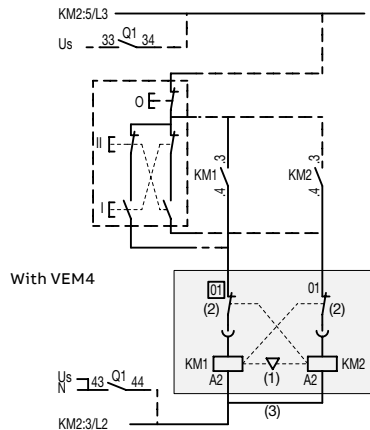 KM2:5/L3
Us 33 Q1 34
O
II
KM1 .3 .4
KM2 .3 .4
I
With VEM4
01 01
(2) (2)
KM1 A2 (1) A2 KM2
Us
N 43 Q1 44
(3)
KM2:3/L2